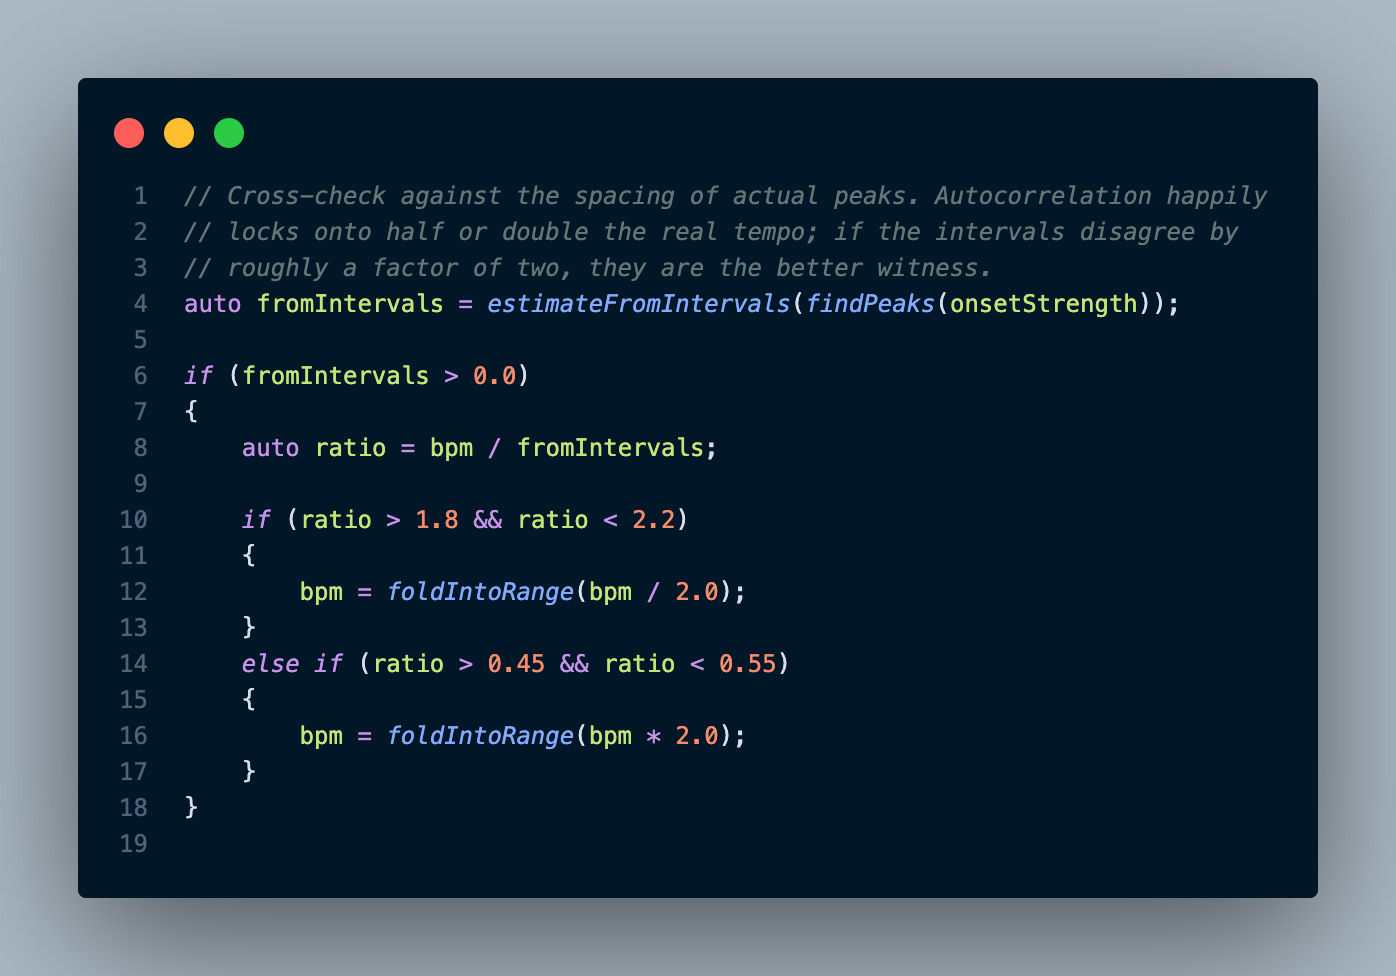 1 // Cross-check against the spacing of actual peaks. Autocorrelation happily
2 // locks onto half or double the real tempo; if the intervals disagree by
3 // roughly a factor of two, they are the better witness.
4 auto fromIntervals = estimateFromIntervals(findPeaks(onsetStrength));
5
6 if (fromIntervals > 0.0)
7 {
8     auto ratio = bpm / fromIntervals;
9
10     if (ratio > 1.8 && ratio < 2.2)
11     {
12         bpm = foldIntoRange(bpm / 2.0);
13     }
14     else if (ratio > 0.45 && ratio < 0.55)
15     {
16         bpm = foldIntoRange(bpm * 2.0);
17     }
18 }
19